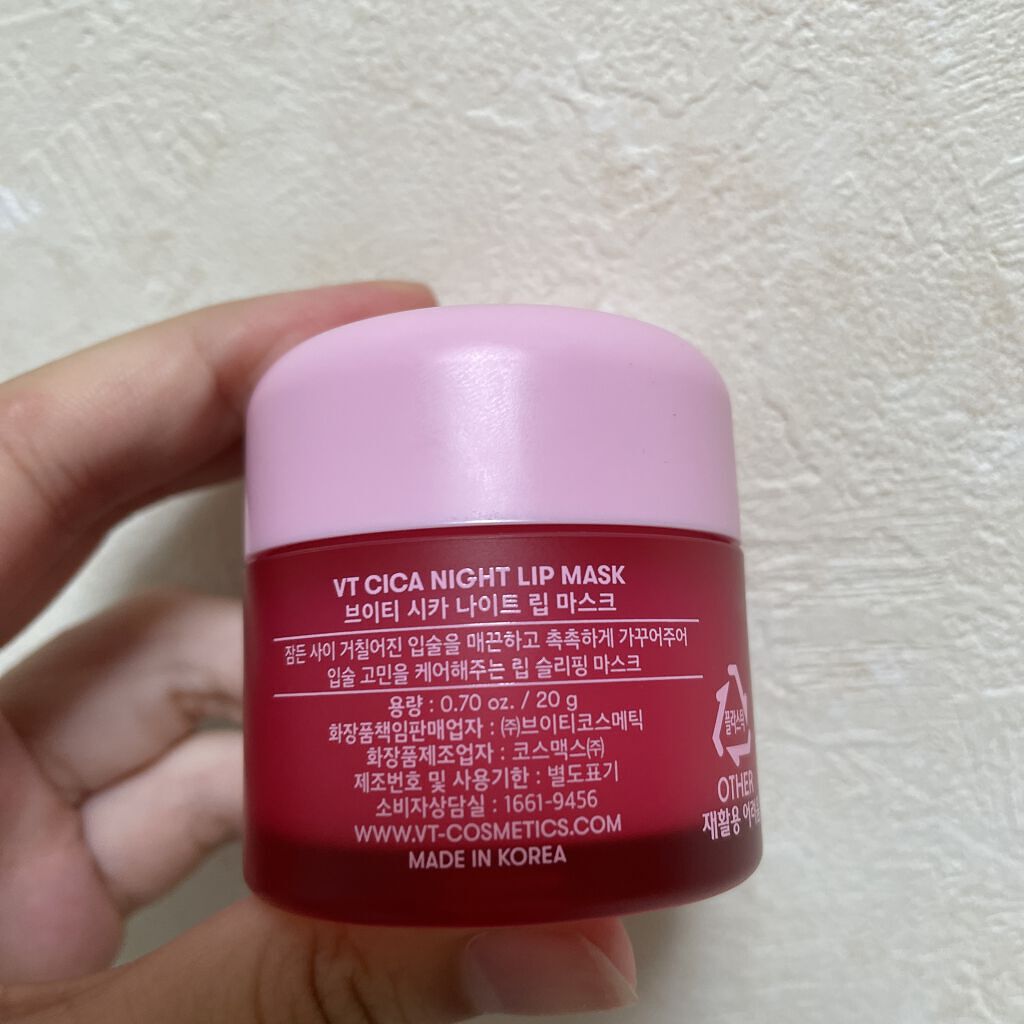 VT CICA NIGHT LIP MASK
브이티 시카 나이트 립 마스크
잠든 사이 거칠어진 입술을 매끈하고 촉촉하게 가꾸어주어
입술 고민을 케어해주는 립 슬리핑 마스크
용량 : 0.70 oz. / 20 g
화장품책임판매업자 : ㈜브이티코스메틱
화장품제조업자 : 코스맥스㈜
제조번호 및 사용기한 : 별도표기
소비자상담실 : 1661-9456
WWW.VT-COSMETICS.COM
MADE IN KOREA
플라스틱
OTHER
재활용